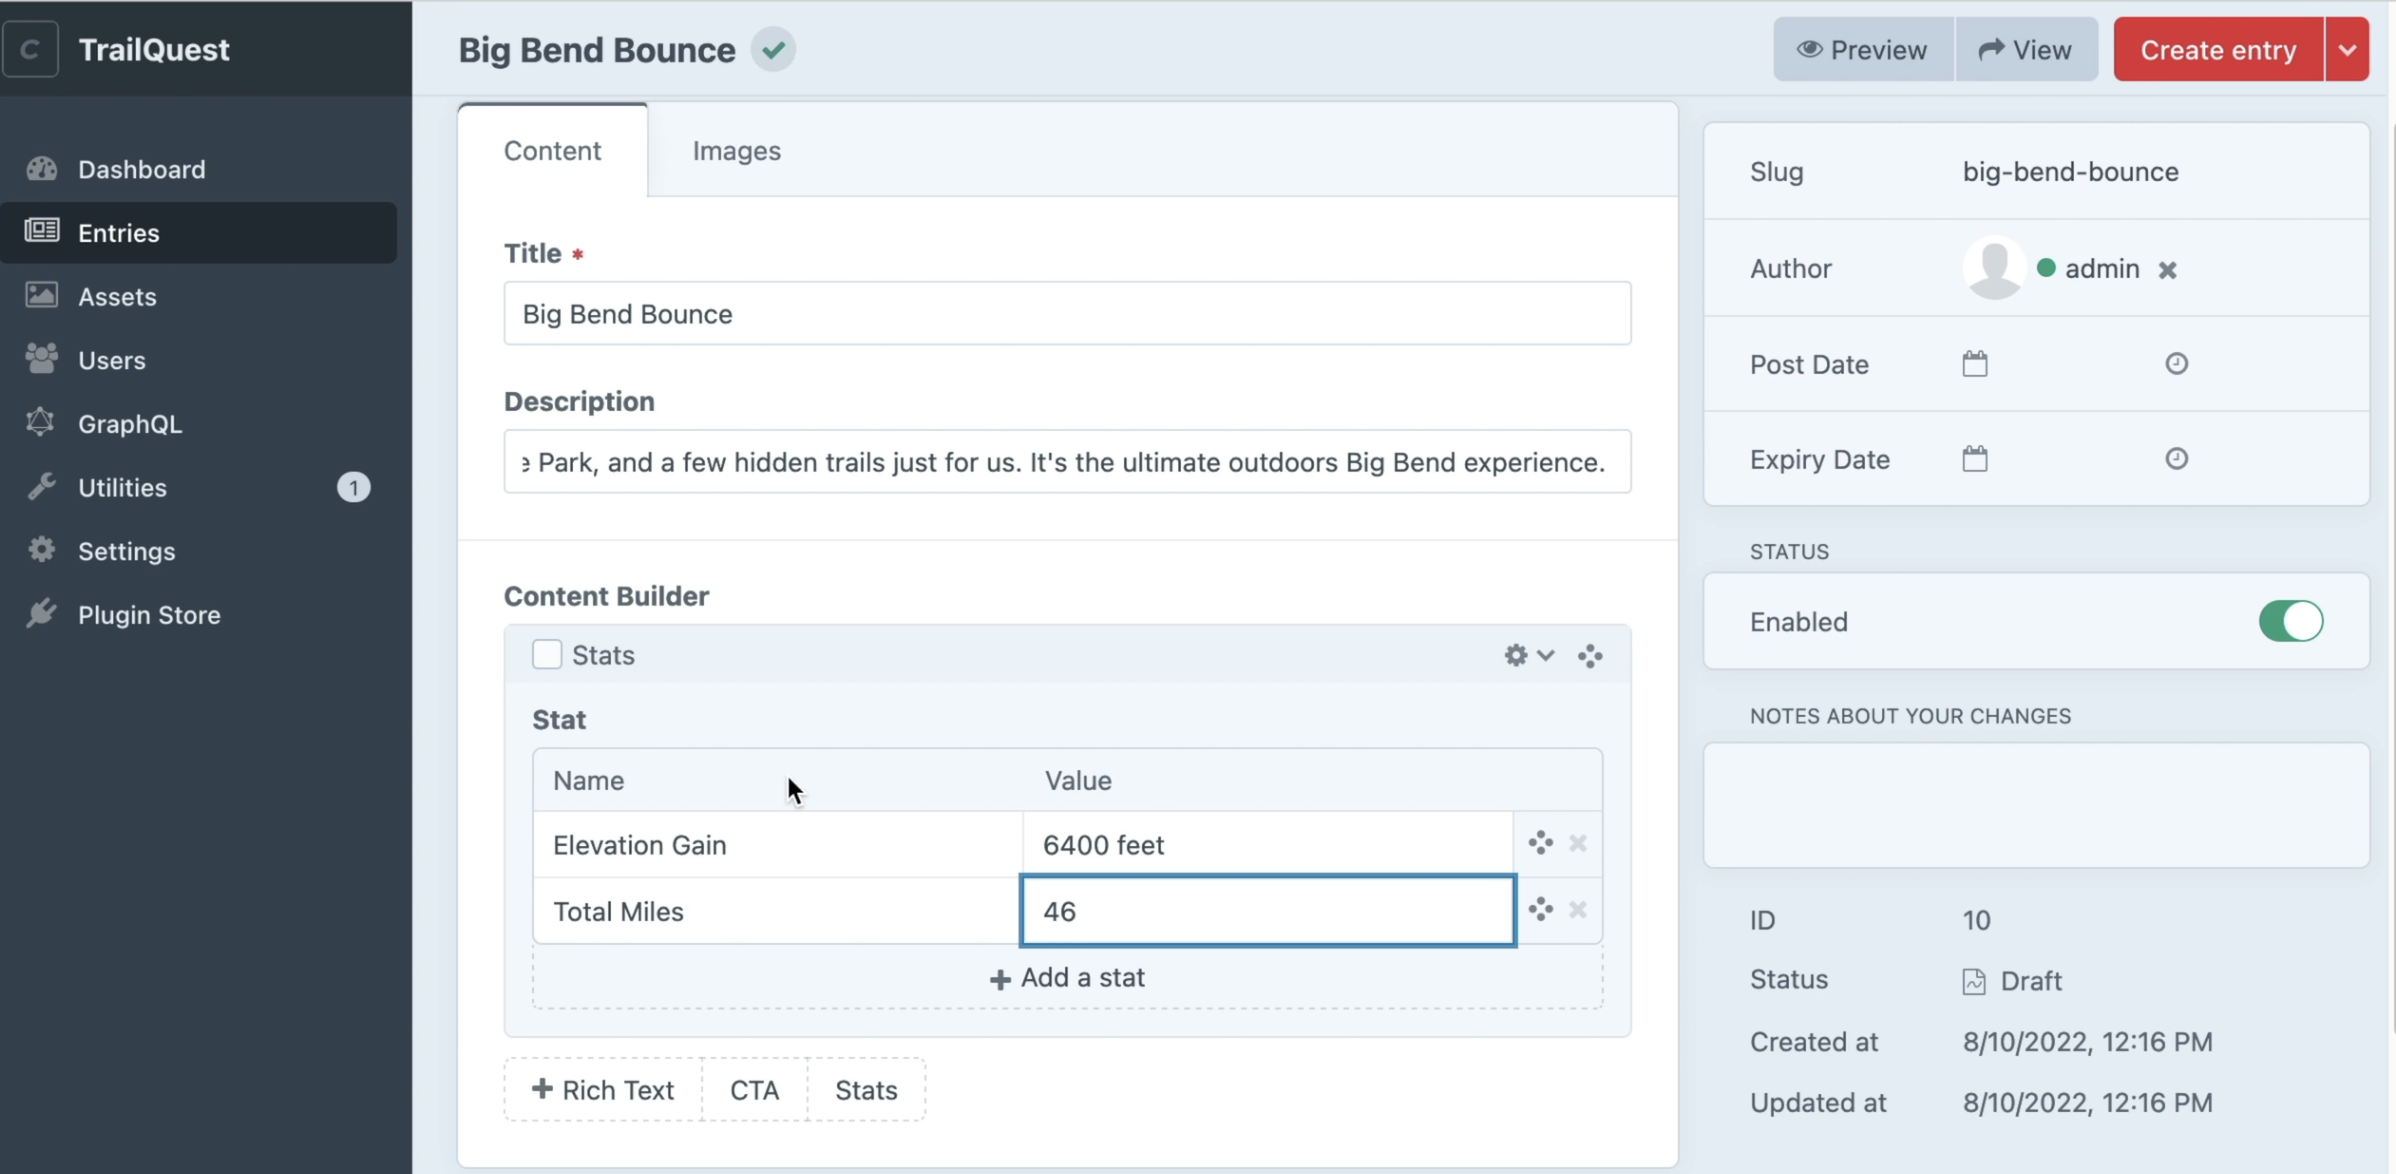 C TrailQuest
Big Bend Bounce
Preview View Create entry
Dashboard
Entries
Assets
Users
GraphQL
Utilities 1
Settings
Plugin Store
Content Images
Title *
Big Bend Bounce
Description
e Park, and a few hidden trails just for us. It's the ultimate outdoors Big Bend experience.
Content Builder
Stats
Stat
Name Value
Elevation Gain 6400 feet
Total Miles 46
+ Add a stat
+ Rich Text CTA Stats
Slug big-bend-bounce
Author admin
Post Date
Expiry Date
STATUS
Enabled
NOTES ABOUT YOUR CHANGES
ID 10
Status Draft
Created at 8/10/2022, 12:16 PM
Updated at 8/10/2022, 12:16 PM